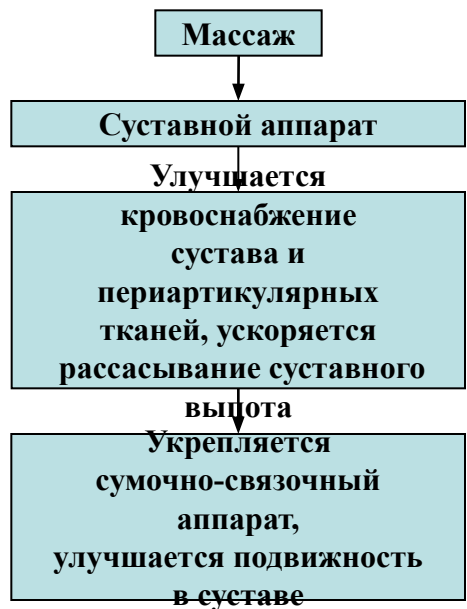 Массаж
Суставной аппарат
Улучшается
кровоснабжение
сустава и
периартикулярных
тканей, ускоряется
рассасывание суставного
выпота
Укрепляется
сумочно-связочный
аппарат,
улучшается подвижность
в суставе